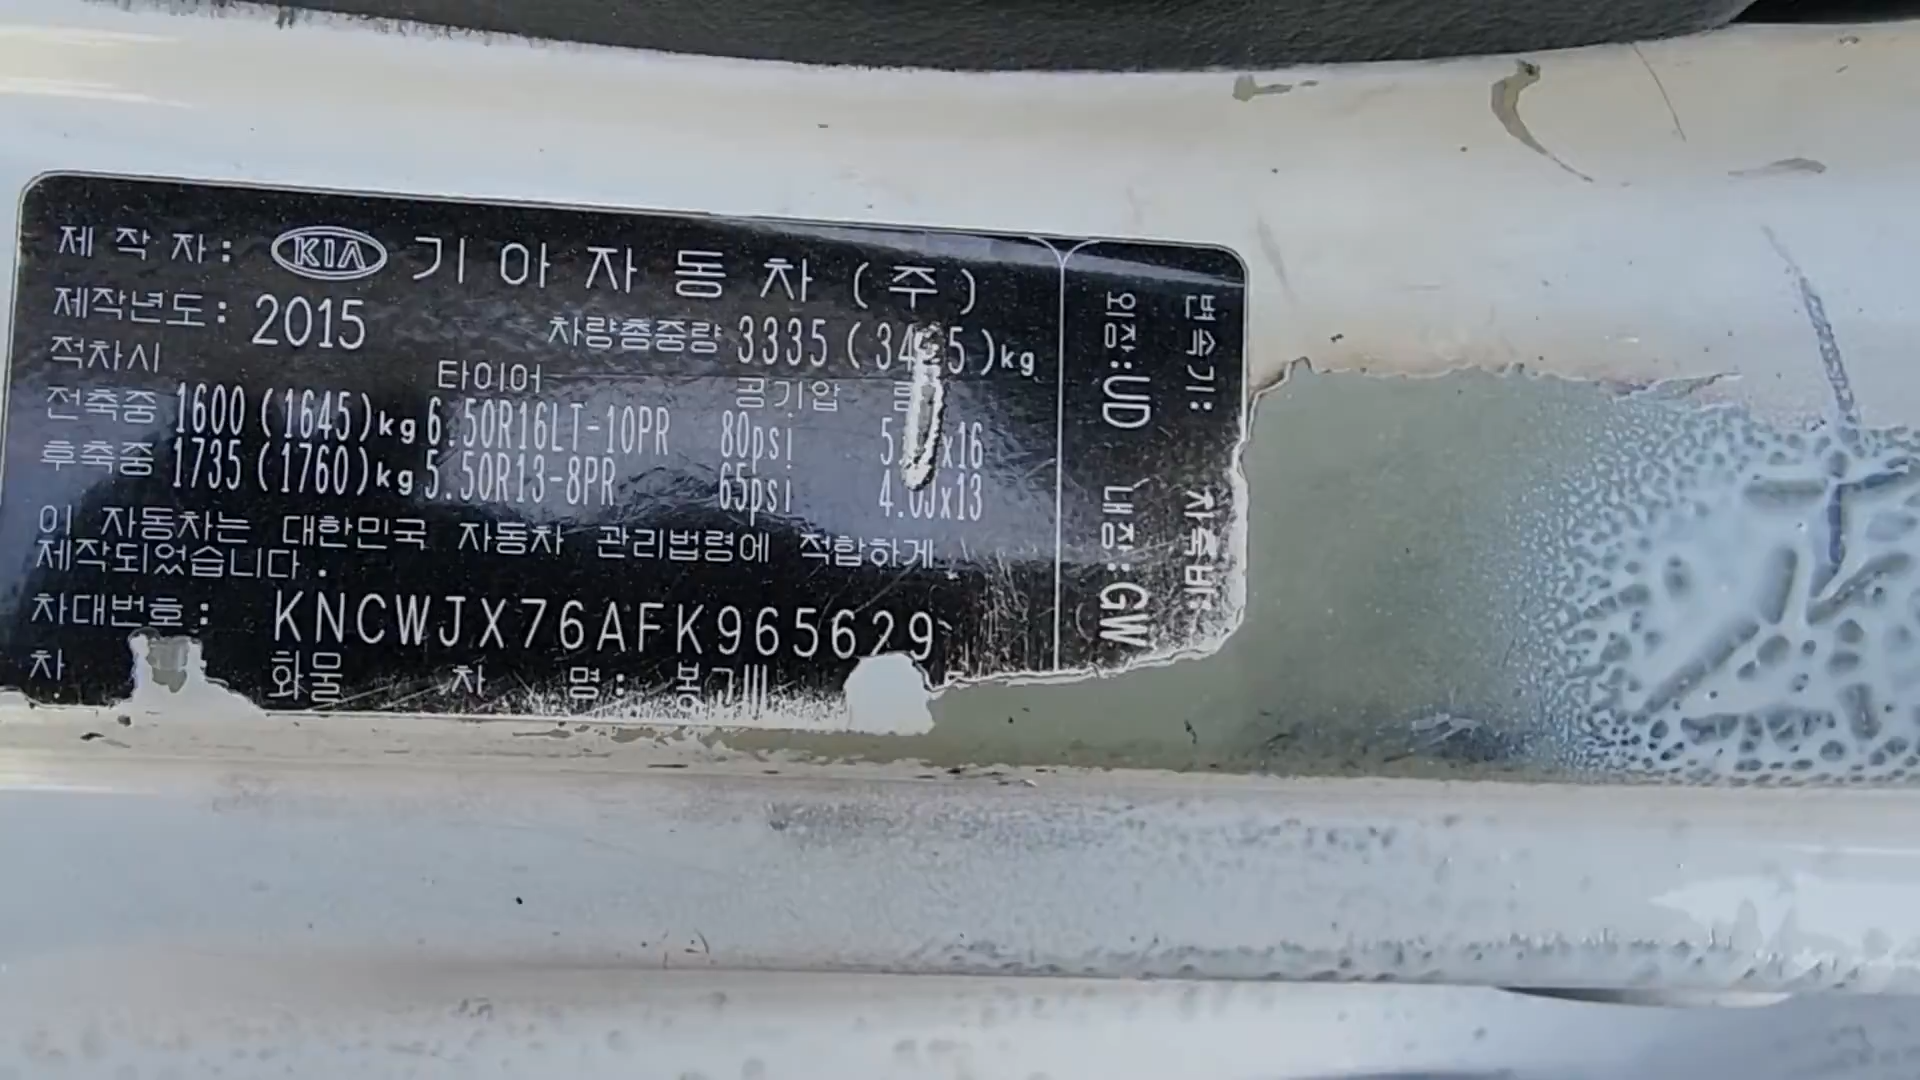 제 작 자: KIA 기 아 자 동 차 (주)
제작년도: 2015 차량총중량 3335 (34 5)kg
적차시 타이어 공기압
전축중 1600 (1645)kg 6.50R16LT-10PR 80psi 5. x16
후축중 1735 (1760)kg 5.50R13-8PR 65psi 4.0Jx13
이 자동차는 대한민국 자동차 관리법령에 적합하게
제작되었습니다.
차대번호: KNCWJX76AFK965629
차 화물 차 명: 봉고III
변속기:
외장:UD 내장:GW